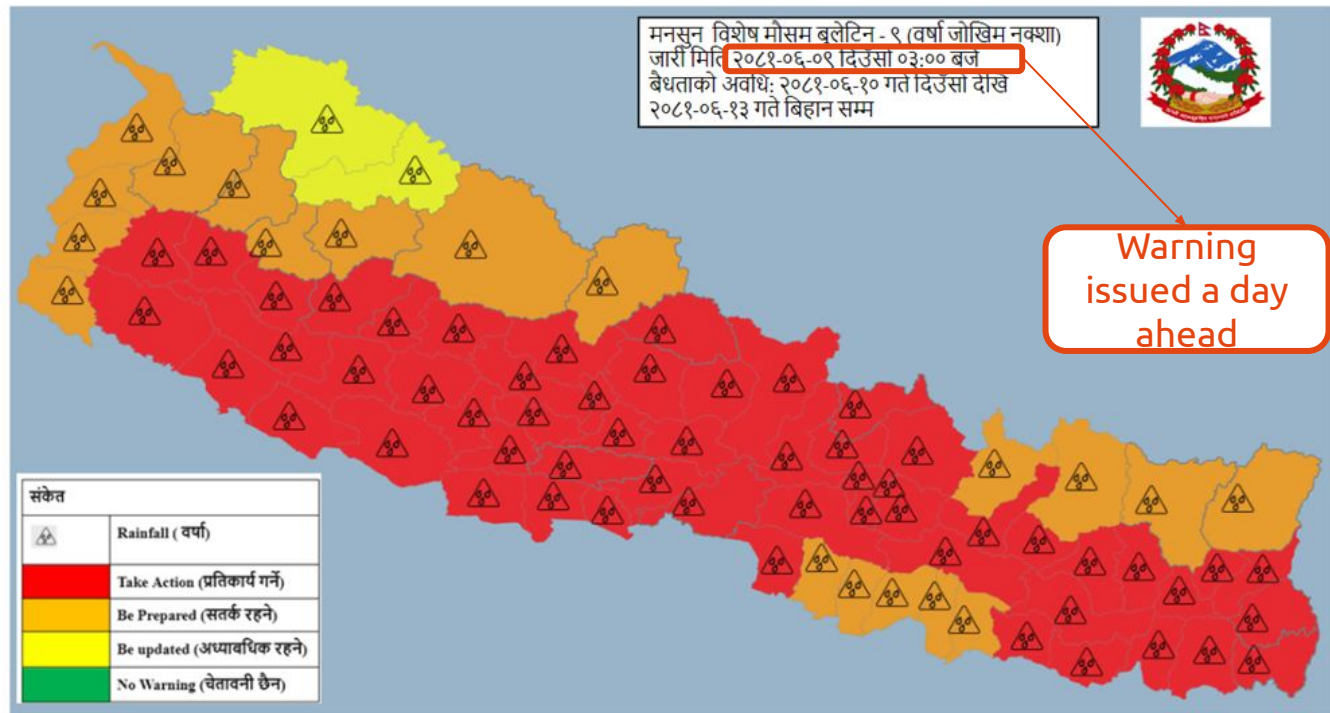 मनसुन विशेष मौसम बुलेटिन - ९ (वर्षा जोखिम नक्शा)
जारी मिति २०८१-०६-०९ दिउँसो ०३:०० बजे
बैधताको अवधि: २०८१-०६-१० गते दिउँसो देखि
२०८१-०६-१३ गते बिहान सम्म
Warning
issued a day
ahead
संकेत
Rainfall ( वर्षा)
Take Action (प्रतिकार्य गर्ने)
Be Prepared (सतर्क रहने)
Be updated (अध्याबधिक रहने)
No Warning (चेतावनी छैन)